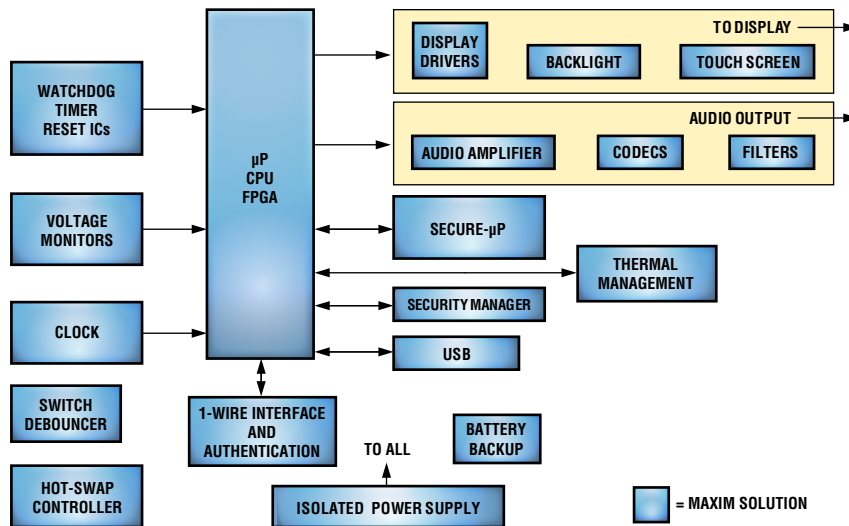 TO DISPLAY
DISPLAY
DRIVERS
BACKLIGHT
TOUCH SCREEN
WATCHDOG
TIMER
RESET ICs
AUDIO OUTPUT
AUDIO AMPLIFIER
CODECS
FILTERS
µP
CPU
FPGA
VOLTAGE
MONITORS
SECURE-µP
THERMAL
MANAGEMENT
SECURITY MANAGER
CLOCK
USB
SWITCH
DEBOUNCER
1-WIRE INTERFACE
AND
AUTHENTICATION
BATTERY
BACKUP
TO ALL
HOT-SWAP
CONTROLLER
ISOLATED POWER SUPPLY
= MAXIM SOLUTION